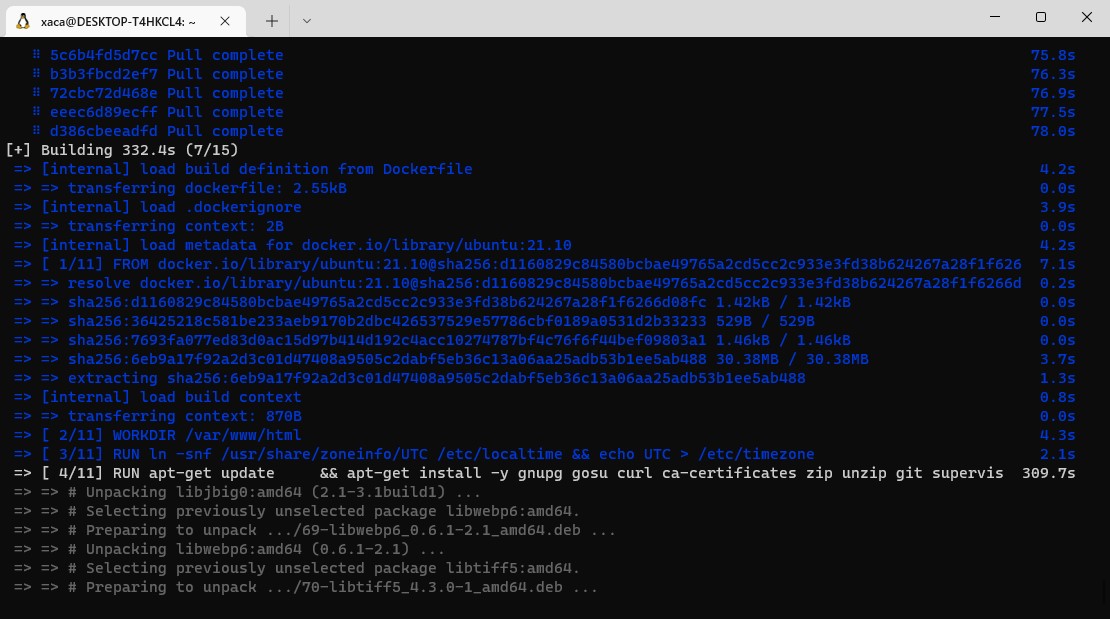 xaca@DESKTOP-T4HKCL4: ~
⠿ 5c6b4fd5d7cc Pull complete 75.8s
⠿ b3b3fbcd2ef7 Pull complete 76.3s
⠿ 72cbc72d468e Pull complete 76.9s
⠿ eeec6d89ecff Pull complete 77.5s
⠿ d386cbeeadfd Pull complete 78.0s
[+] Building 332.4s (7/15)
=> [internal] load build definition from Dockerfile 4.2s
=> => transferring dockerfile: 2.55kB 0.0s
=> [internal] load .dockerignore 3.9s
=> => transferring context: 2B 0.0s
=> [internal] load metadata for docker.io/library/ubuntu:21.10 4.2s
=> [ 1/11] FROM docker.io/library/ubuntu:21.10@sha256:d1160829c84580bcbae49765a2cd5cc2c933e3fd38b624267a28f1f626 7.1s
=> => resolve docker.io/library/ubuntu:21.10@sha256:d1160829c84580bcbae49765a2cd5cc2c933e3fd38b624267a28f1f6266d 0.2s
=> => sha256:d1160829c84580bcbae49765a2cd5cc2c933e3fd38b624267a28f1f6266d08fc 1.42kB / 1.42kB 0.0s
=> => sha256:36425218c581be233aeb9170b2dbc426537529e57786cbf0189a0531d2b33233 529B / 529B 0.0s
=> => sha256:7693fa077ed83d0ac15d97b414d192c4acc10274787bf4c76f6f44bef09803a1 1.46kB / 1.46kB 0.0s
=> => sha256:6eb9a17f92a2d3c01d47408a9505c2dabf5eb36c13a06aa25adb53b1ee5ab488 30.38MB / 30.38MB 3.7s
=> => extracting sha256:6eb9a17f92a2d3c01d47408a9505c2dabf5eb36c13a06aa25adb53b1ee5ab488 1.3s
=> [internal] load build context 0.8s
=> => transferring context: 870B 0.0s
=> [ 2/11] WORKDIR /var/www/html 4.3s
=> [ 3/11] RUN ln -snf /usr/share/zoneinfo/UTC /etc/localtime && echo UTC > /etc/timezone 2.1s
=> [ 4/11] RUN apt-get update     && apt-get install -y gnupg gosu curl ca-certificates zip unzip git supervis 309.7s
=> => # Unpacking libjbig0:amd64 (2.1-3.1build1) ...
=> => # Selecting previously unselected package libwebp6:amd64.
=> => # Preparing to unpack .../69-libwebp6_0.6.1-2.1_amd64.deb ...
=> => # Unpacking libwebp6:amd64 (0.6.1-2.1) ...
=> => # Selecting previously unselected package libtiff5:amd64.
=> => # Preparing to unpack .../70-libtiff5_4.3.0-1_amd64.deb ...